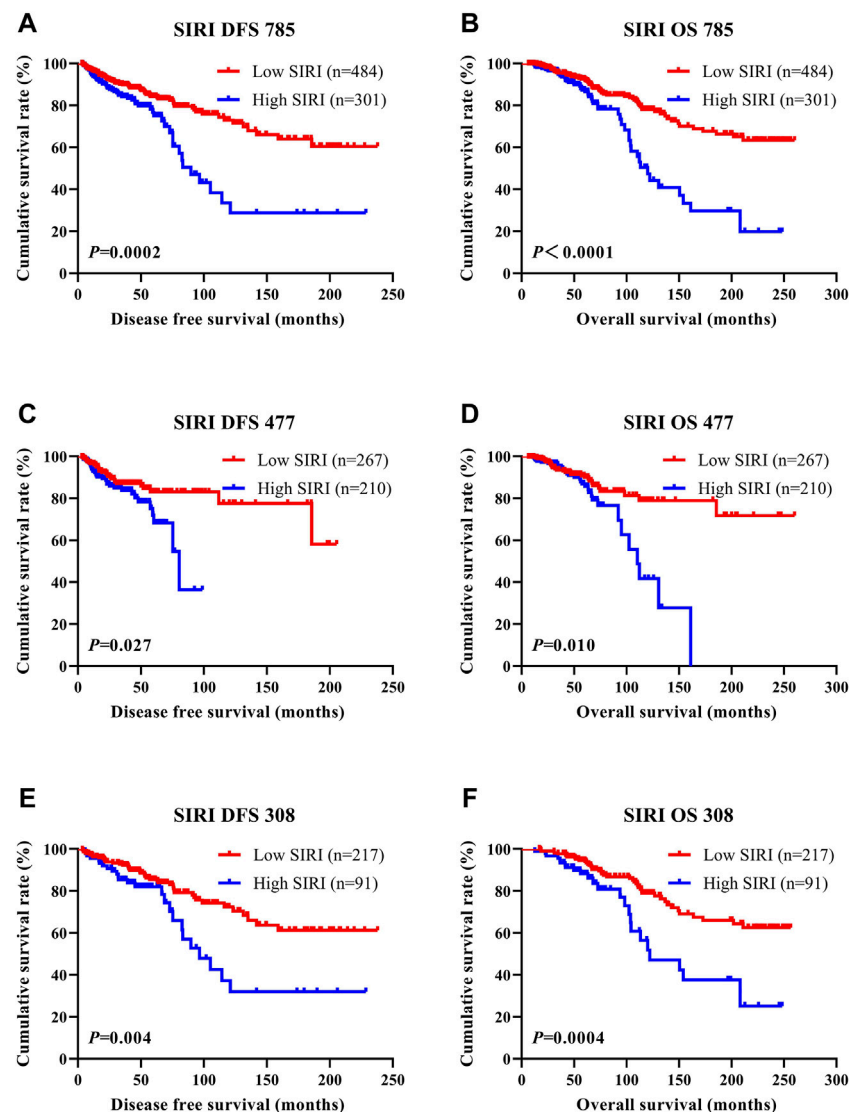 A
SIRI DFS 785
Cumulative survival rate (%)
100
80
60
40
20
0
Low SIRI (n=484)
High SIRI (n=301)
P=0.0002
0 50 100 150 200 250
Disease free survival (months)
B
SIRI OS 785
Cumulative survival rate (%)
100
80
60
40
20
0
Low SIRI (n=484)
High SIRI (n=301)
P<0.0001
0 50 100 150 200 250 300
Overall survival (months)
C
SIRI DFS 477
Cumulative survival rate (%)
100
80
60
40
20
0
Low SIRI (n=267)
High SIRI (n=210)
P=0.027
0 50 100 150 200 250
Disease free survival (months)
D
SIRI OS 477
Cumulative survival rate (%)
100
80
60
40
20
0
Low SIRI (n=267)
High SIRI (n=210)
P=0.010
0 50 100 150 200 250 300
Overall survival (months)
E
SIRI DFS 308
Cumulative survival rate (%)
100
80
60
40
20
0
Low SIRI (n=217)
High SIRI (n=91)
P=0.004
0 50 100 150 200 250
Disease free survival (months)
F
SIRI OS 308
Cumulative survival rate (%)
100
80
60
40
20
0
Low SIRI (n=217)
High SIRI (n=91)
P=0.0004
0 50 100 150 200 250 300
Overall survival (months)